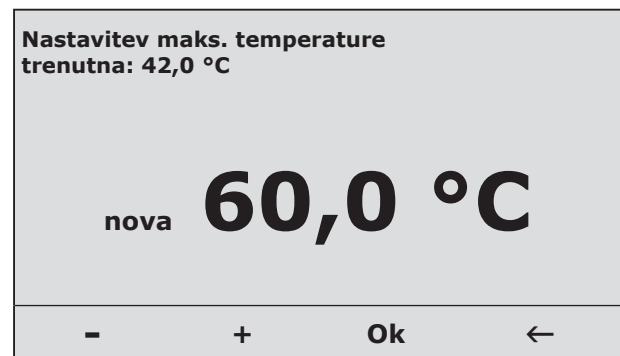 Nastavitev maks. temperature
trenutna: 42,0 °C
nova 60,0 °C
- + Ok ←